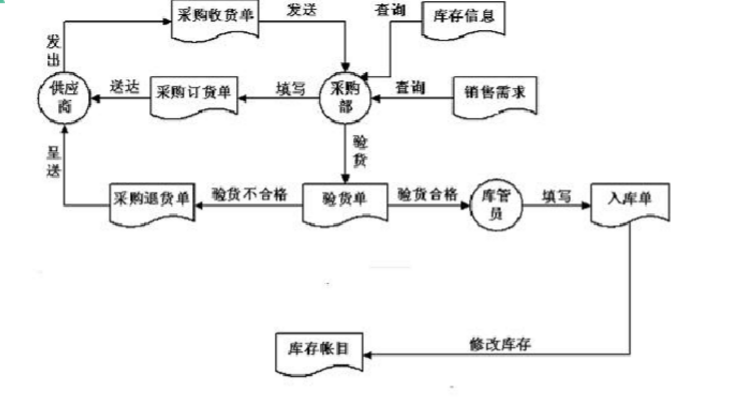 采购收货单
发送
查询
库存信息
发
出
供应
商
送达
采购订货单
填写
采购
部
查询
销售需求
验
货
呈
送
采购退货单
验货不合格
验货单
验货合格
库管
员
填写
入库单
库存帐目
修改库存